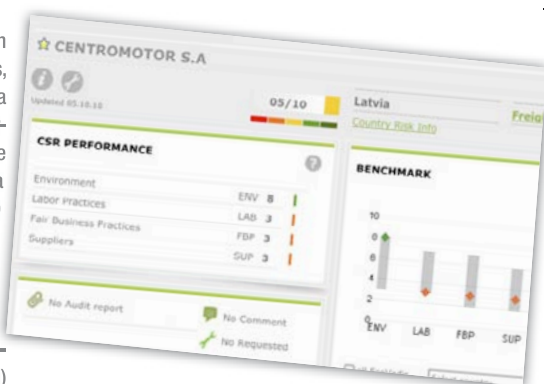 CENTROMOTOR S.A
Updated 05.10.10
05/10
Latvia
Country Risk Info
CSR PERFORMANCE
Environment ENV 8
Labor Practices LAB 3
Fair Business Practices FBP 3
Suppliers SUP 3
No Audit report
No Comment
No Requested
BENCHMARK
10
8
6
4
2
0
ENV LAB FBP SUP